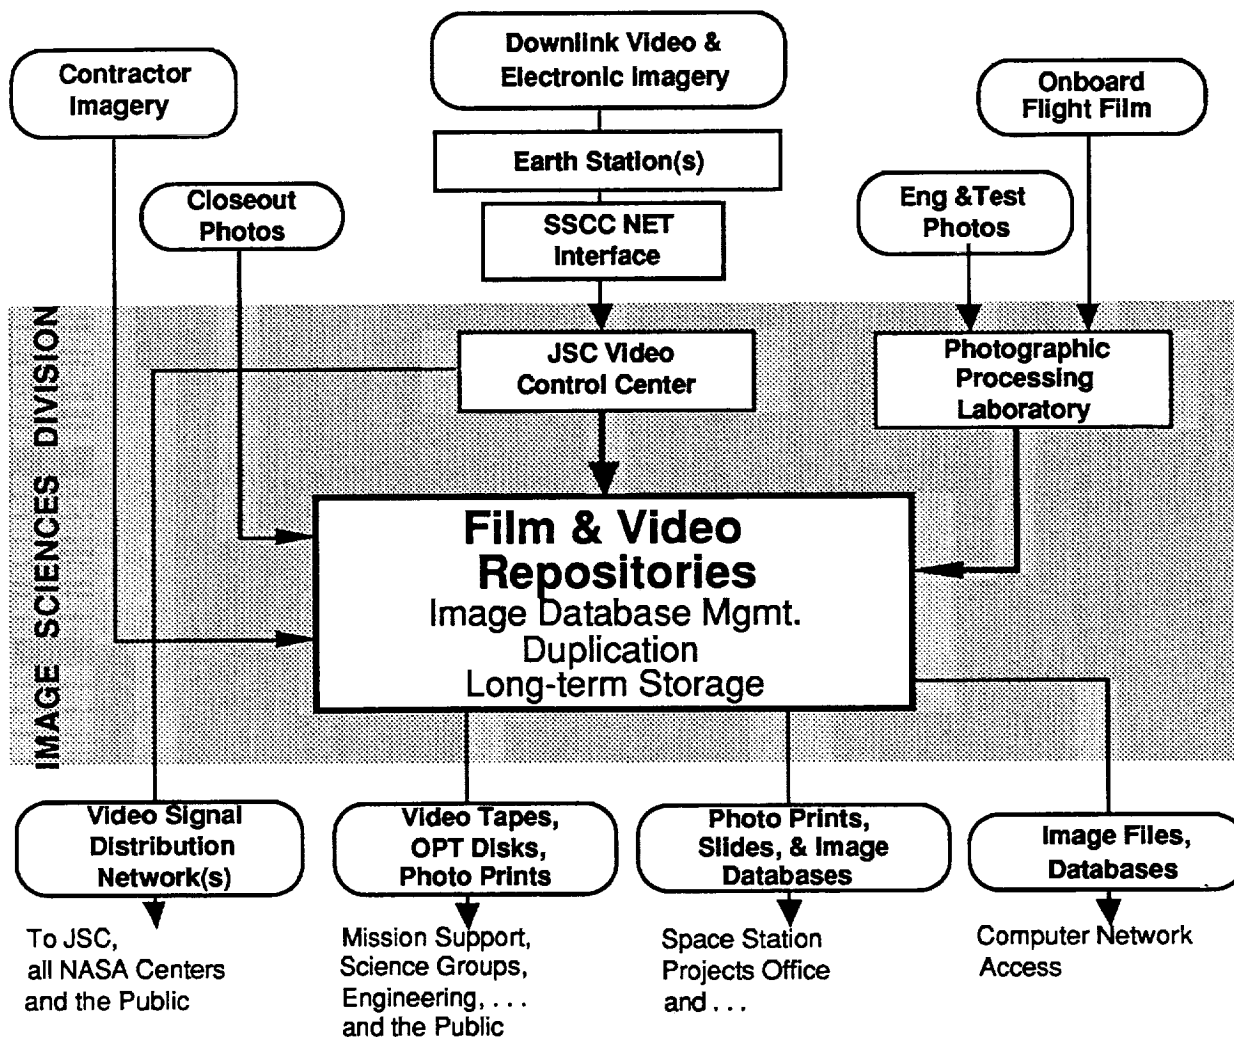 Contractor
Imagery
Downlink Video &
Electronic Imagery
Onboard
Flight Film
Earth Station(s)
Closeout
Photos
SSCC NET
Interface
Eng &Test
Photos
IMAGE SCIENCES DIVISION
JSC Video
Control Center
Photographic
Processing
Laboratory
Film & Video
Repositories
Image Database Mgmt.
Duplication
Long-term Storage
Video Signal
Distribution
Network(s)
Video Tapes,
OPT Disks,
Photo Prints
Photo Prints,
Slides, & Image
Databases
Image Files,
Databases
To JSC,
all NASA Centers
and the Public
Mission Support,
Science Groups,
Engineering, . . .
and the Public
Space Station
Projects Office
and . . .
Computer Network
Access